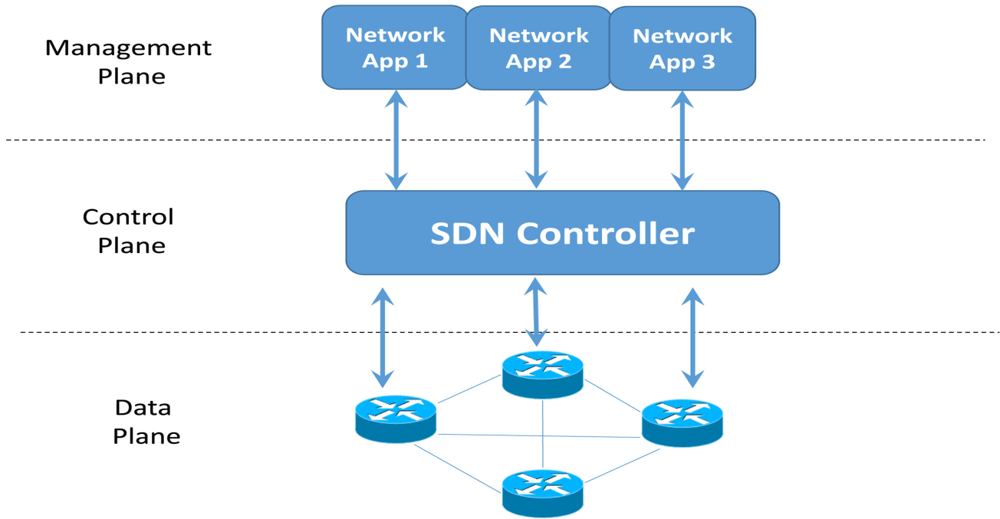 Management
Plane
Network
App 1
Network
App 2
Network
App 3
Control
Plane
SDN Controller
Data
Plane